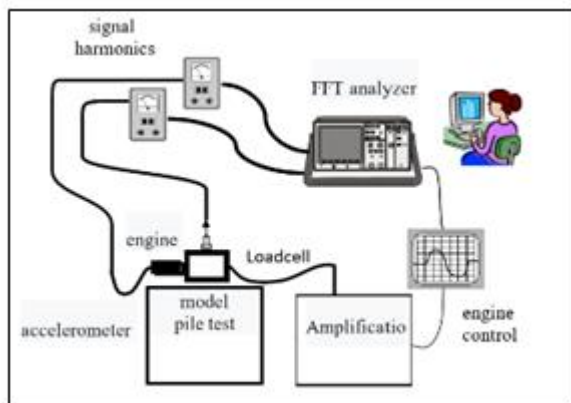 signal
harmonics
FFT analyzer
engine
Loadcell
accelerometer
model
pile test
Amplificatio
engine
control